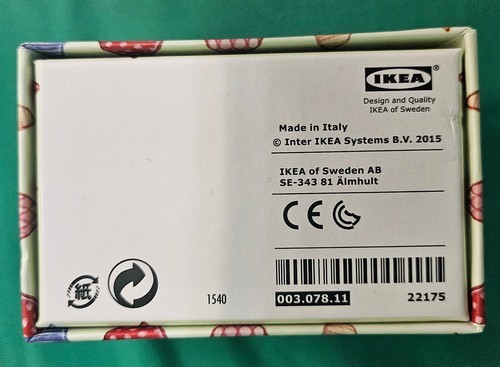 IKEA®
Design and Quality
IKEA of Sweden
Made in Italy
© Inter IKEA Systems B.V. 2015
IKEA of Sweden AB
SE-343 81 Älmhult
CE
紙
1540
003.078.11
22175